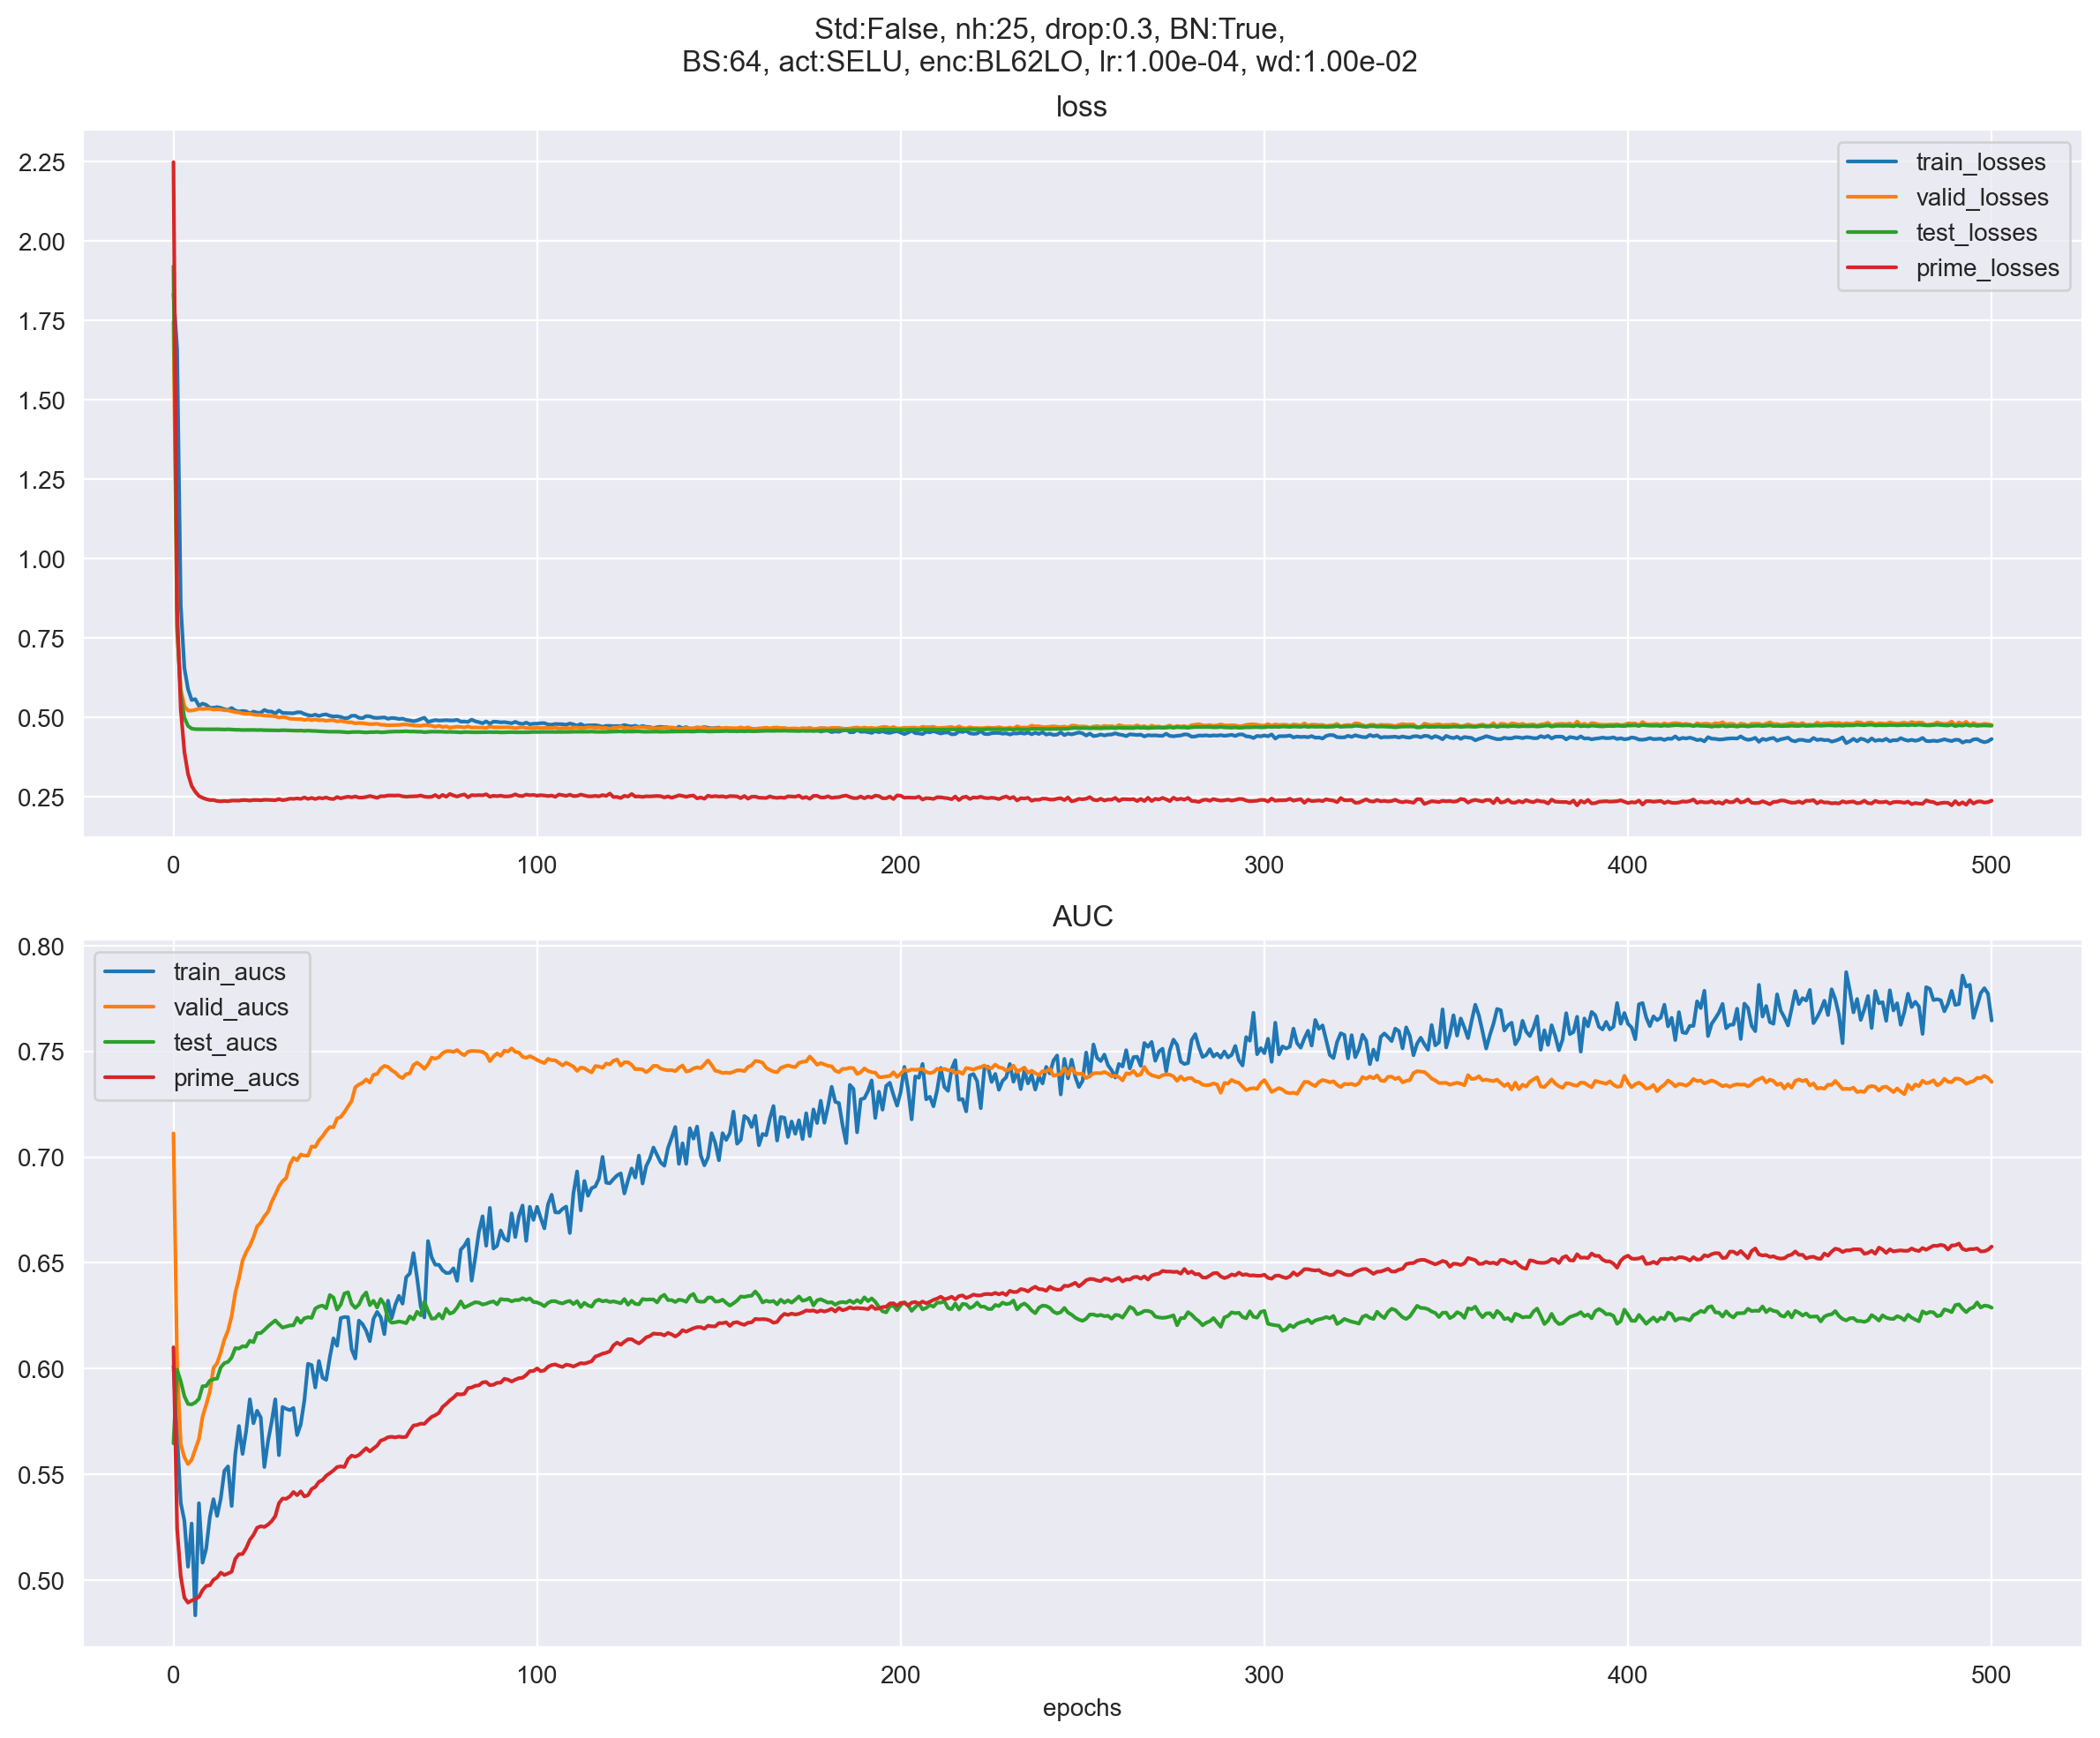 Std:False, nh:25, drop:0.3, BN:True,
BS:64, act:SELU, enc:BL62LO, lr:1.00e-04, wd:1.00e-02
loss
2.25
2.00
1.75
1.50
1.25
1.00
0.75
0.50
0.25
train_losses
valid_losses
test_losses
prime_losses
0 100 200 300 400 500
AUC
0.80
0.75
0.70
0.65
0.60
0.55
0.50
train_aucs
valid_aucs
test_aucs
prime_aucs
0 100 200 300 400 500
epochs